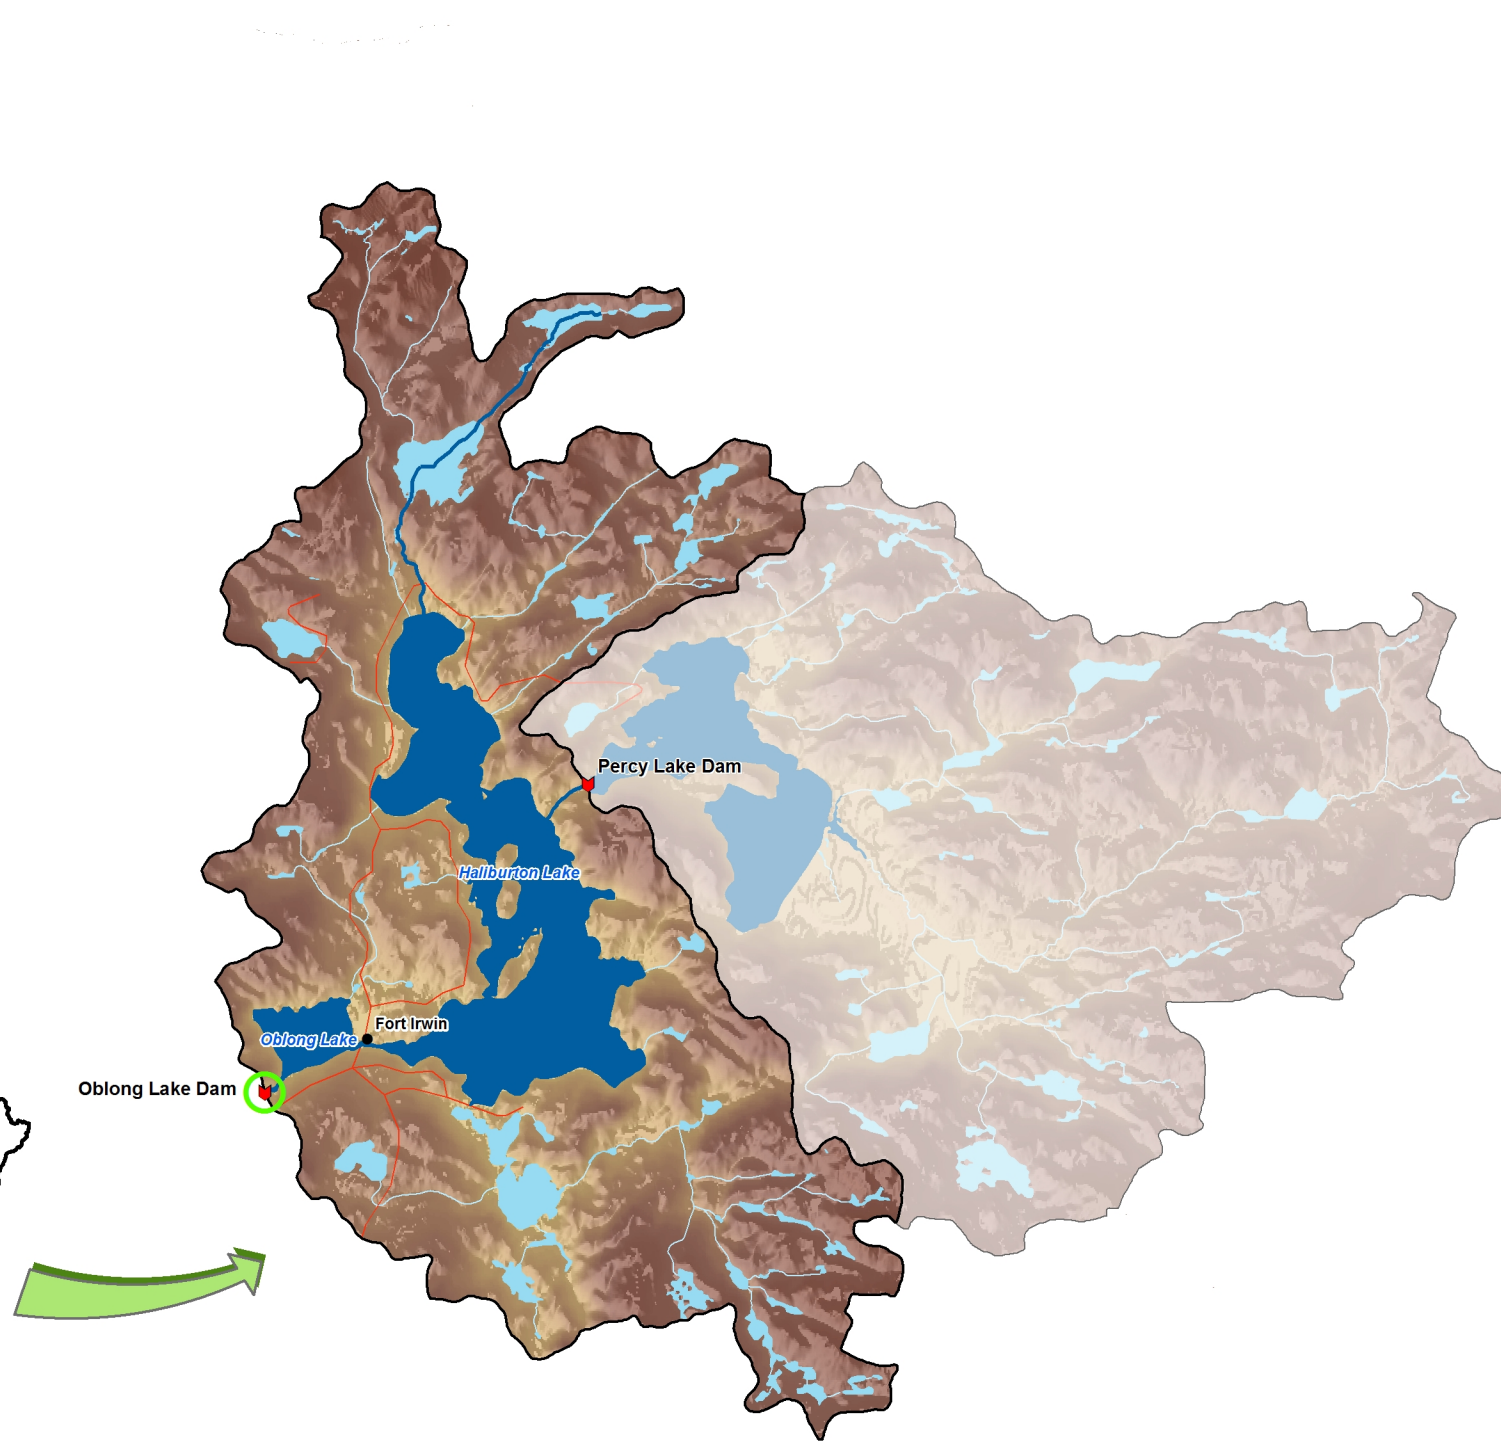 Percy Lake Dam
Haliburton Lake
Fort Irwin
Oblong Lake
Oblong Lake Dam